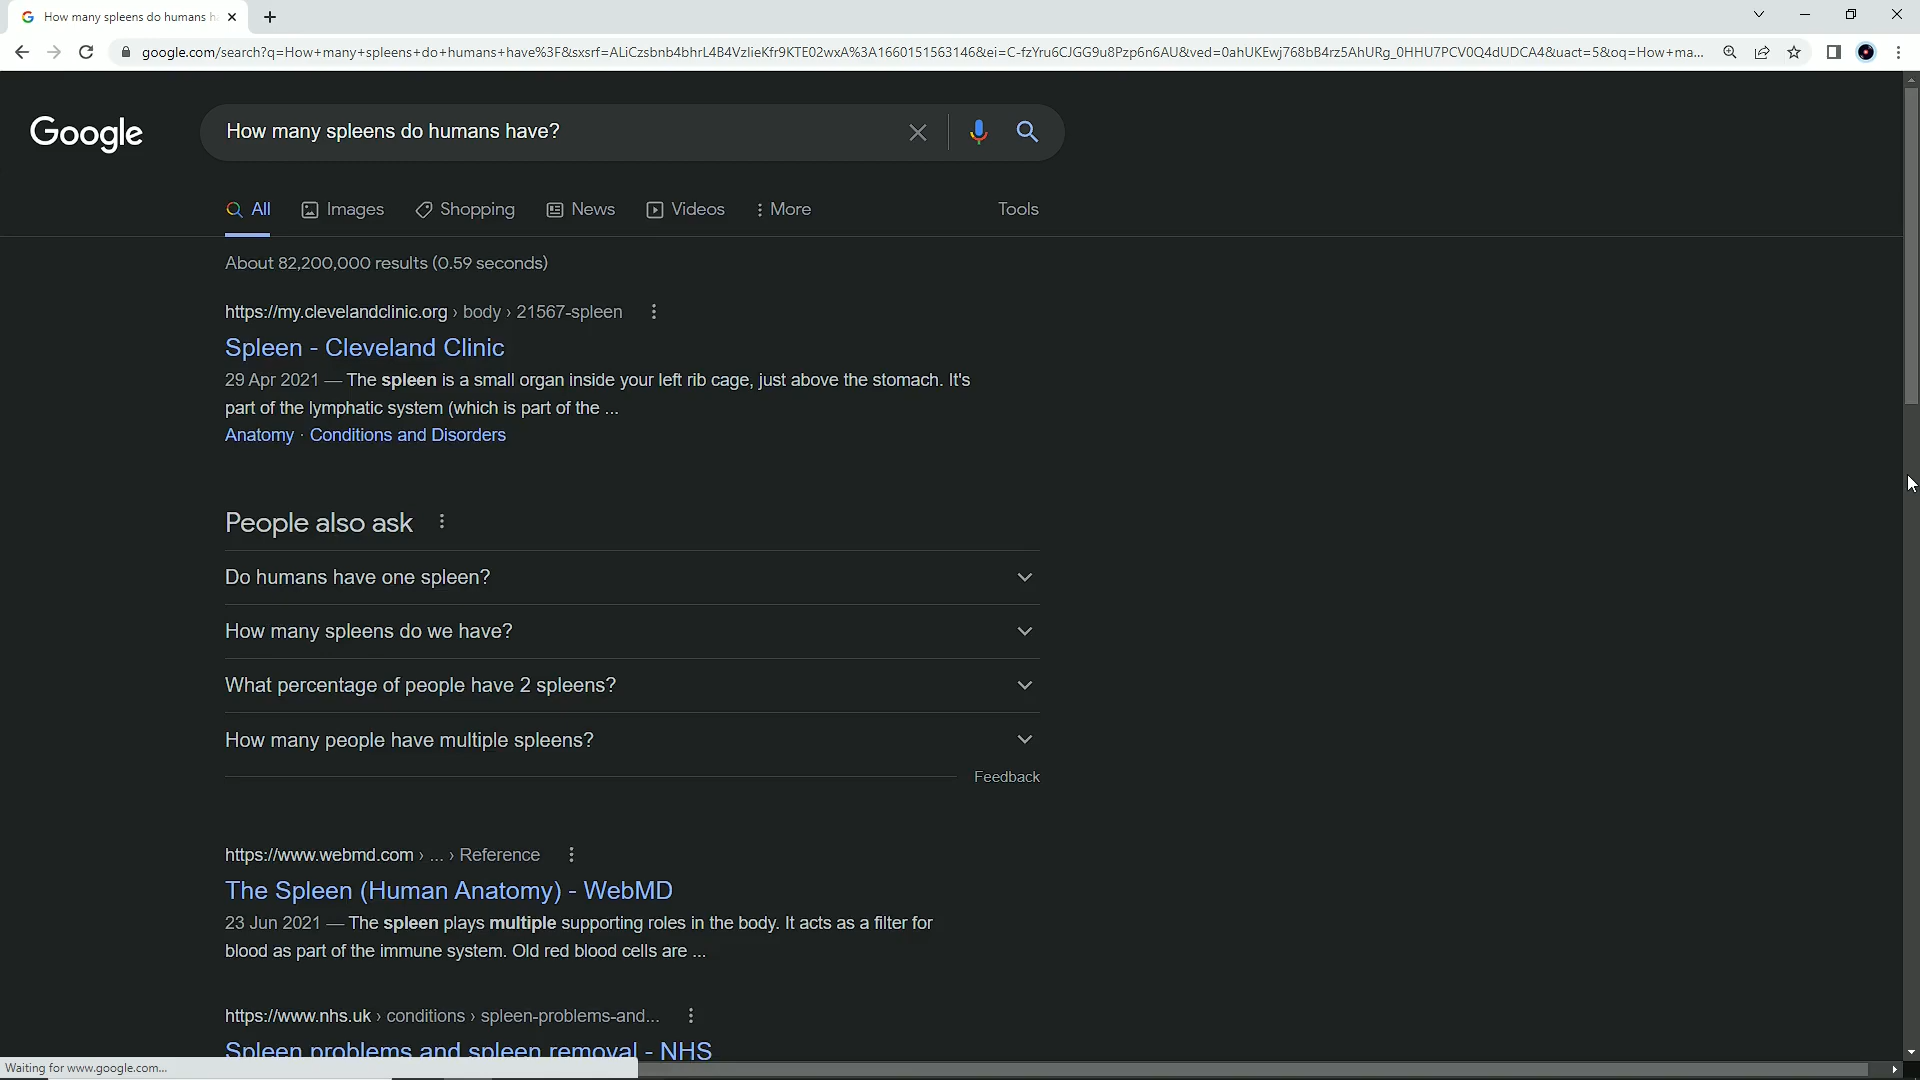 How many spleens do humans h
google.com/search?q=How+many+spleens+do+humans+have%3F&sxsrf=ALiCzsbnb4bhrL4B4VzlieKfr9KTE02wxA%3A1660151563146&ei=C-fzYru6CJGG9u8Pzp6n6AU&ved=0ahUKEwj768bB4rz5AhURg_0HHU7PCV0Q4dUDCA4&uact=5&oq=How+ma...
Google
How many spleens do humans have?
All Images Shopping News Videos More Tools
About 82,200,000 results (0.59 seconds)
https://my.clevelandclinic.org › body › 21567-spleen
Spleen - Cleveland Clinic
29 Apr 2021 — The spleen is a small organ inside your left rib cage, just above the stomach. It's
part of the lymphatic system (which is part of the ...
Anatomy · Conditions and Disorders
People also ask
Do humans have one spleen?
How many spleens do we have?
What percentage of people have 2 spleens?
How many people have multiple spleens?
Feedback
https://www.webmd.com › ... › Reference
The Spleen (Human Anatomy) - WebMD
23 Jun 2021 — The spleen plays multiple supporting roles in the body. It acts as a filter for
blood as part of the immune system. Old red blood cells are ...
https://www.nhs.uk › conditions › spleen-problems-and...
Spleen problems and spleen removal - NHS
Waiting for www.google.com...